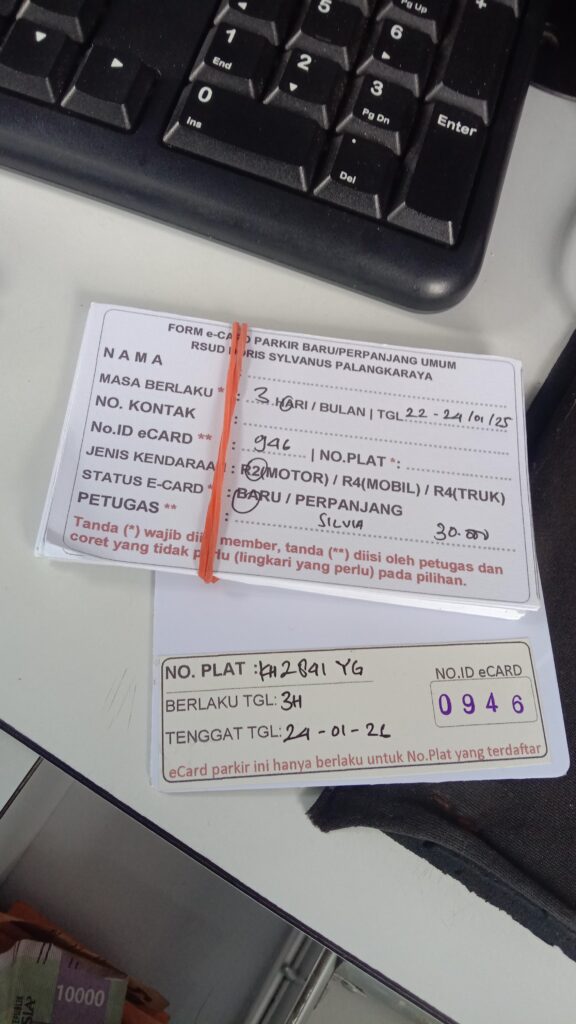 5
Pg Up
+
1
End
6
2
3
Pg Dn
0
Ins
.
Del
Enter
FORM e-CARD PARKIR BARU/PERPANJANG UMUM
RSUD DORIS SYLVANUS PALANGKARAYA
NAMA :
MASA BERLAKU * : 3 HARI / BULAN | TGL 22 - 24 / 01 / 25
NO. KONTAK :
No.ID eCARD ** : 946 | NO.PLAT *:
JENIS KENDARAAN : R2(MOTOR) / R4(MOBIL) / R4(TRUK)
STATUS E-CARD * : BARU / PERPANJANG
PETUGAS ** : SILVIA 30.000
Tanda (*) wajib diisi member, tanda (**) diisi oleh petugas dan
coret yang tidak perlu (lingkari yang perlu) pada pilihan.
NO. PLAT : KH 2841 YG
NO.ID eCARD
BERLAKU TGL: 3H
0946
TENGGAT TGL: 24 - 01 - 26
eCard parkir ini hanya berlaku untuk No.Plat yang terdaftar
10000